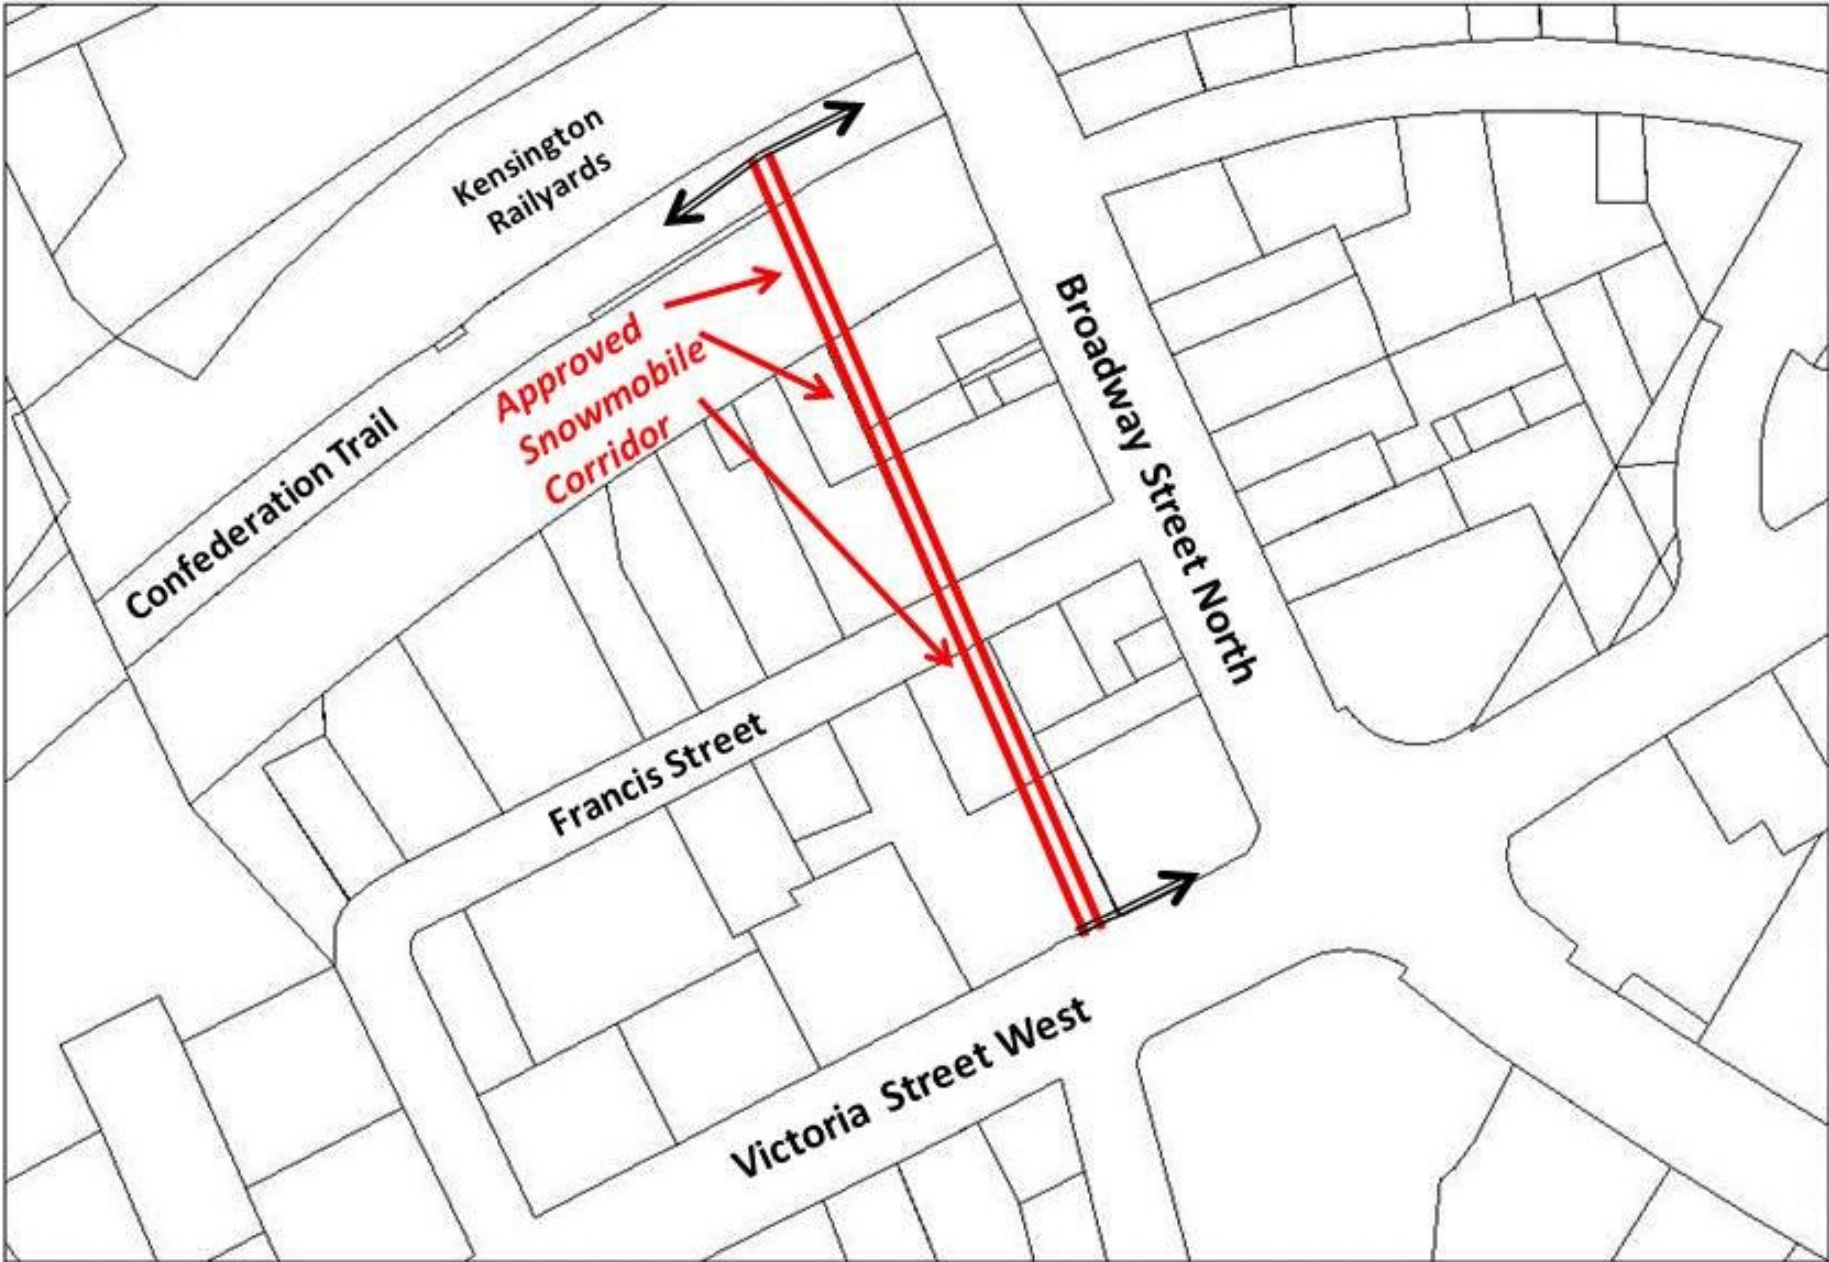 Kensington
Railyards
Approved
Snowmobile
Corridor
Confederation Trail
Broadway Street North
Francis Street
Victoria Street West